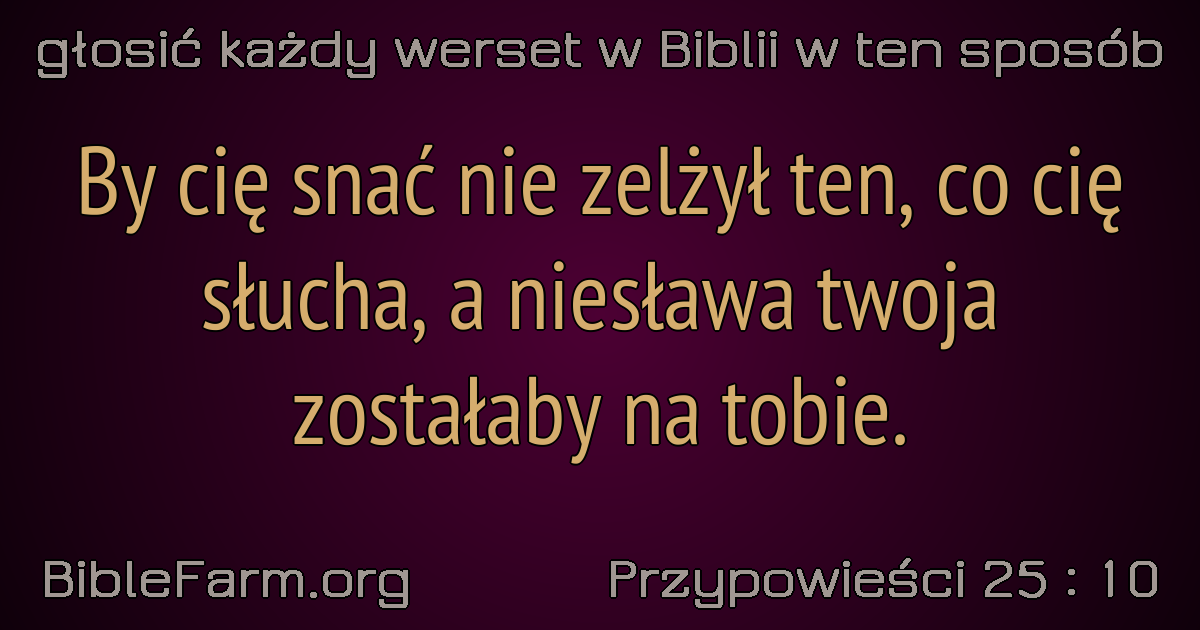 głosić każdy werset w Biblii w ten sposób
By cię snać nie zelżył ten, co cię
słucha, a niesława twoja
zostałaby na tobie.
BibleFarm.org
Przypowieści 25 : 10